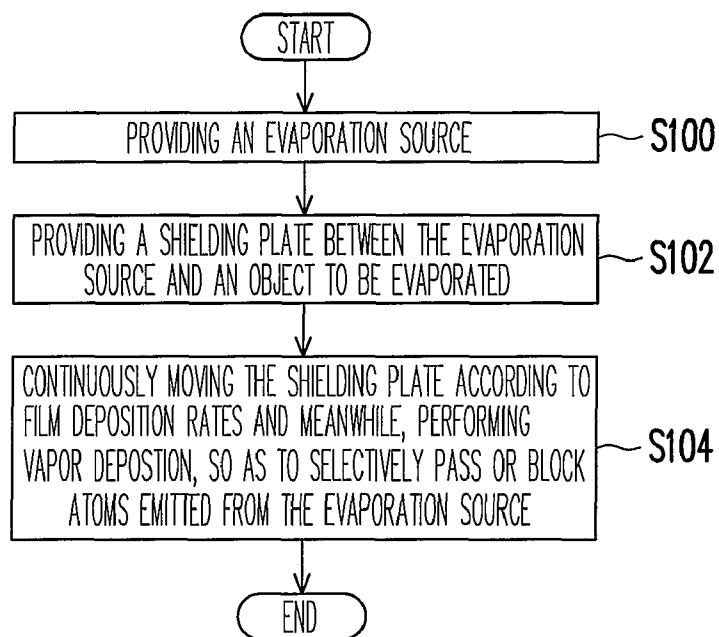 START
PROVIDING AN EVAPORATION SOURCE
S100
PROVIDING A SHIELDING PLATE BETWEEN THE EVAPORATION
SOURCE AND AN OBJECT TO BE EVAPORATED
S102
CONTINUOUSLY MOVING THE SHIELDING PLATE ACCORDING TO
FILM DEPOSITION RATES AND MEANWHILE, PERFORMING
VAPOR DEPOSTION, SO AS TO SELECTIVELY PASS OR BLOCK
ATOMS EMITTED FROM THE EVAPORATION SOURCE
S104
END